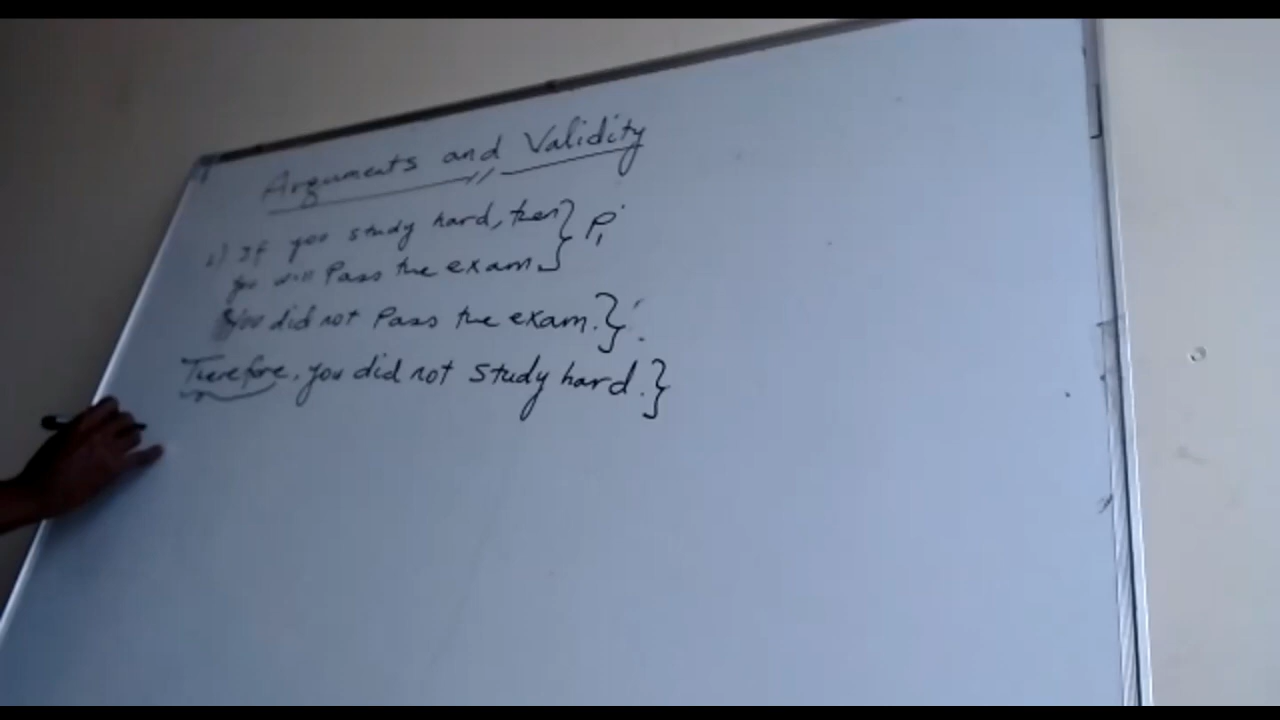 Arguments and Validity
If you study hard, then } P1
you will Pass the exam.
You did not Pass the exam. }
Therefore, you did not study hard. }